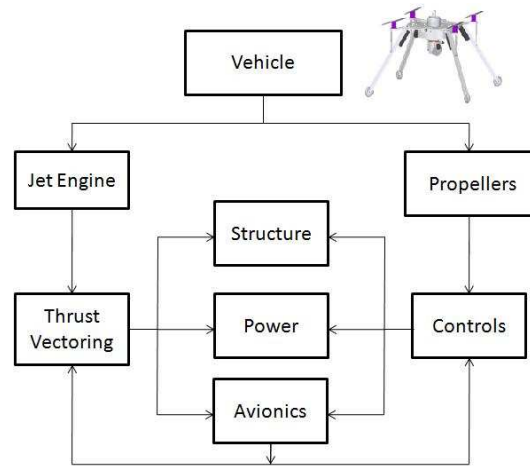 Vehicle
Jet Engine
Propellers
Structure
Thrust
Vectoring
Power
Controls
Avionics